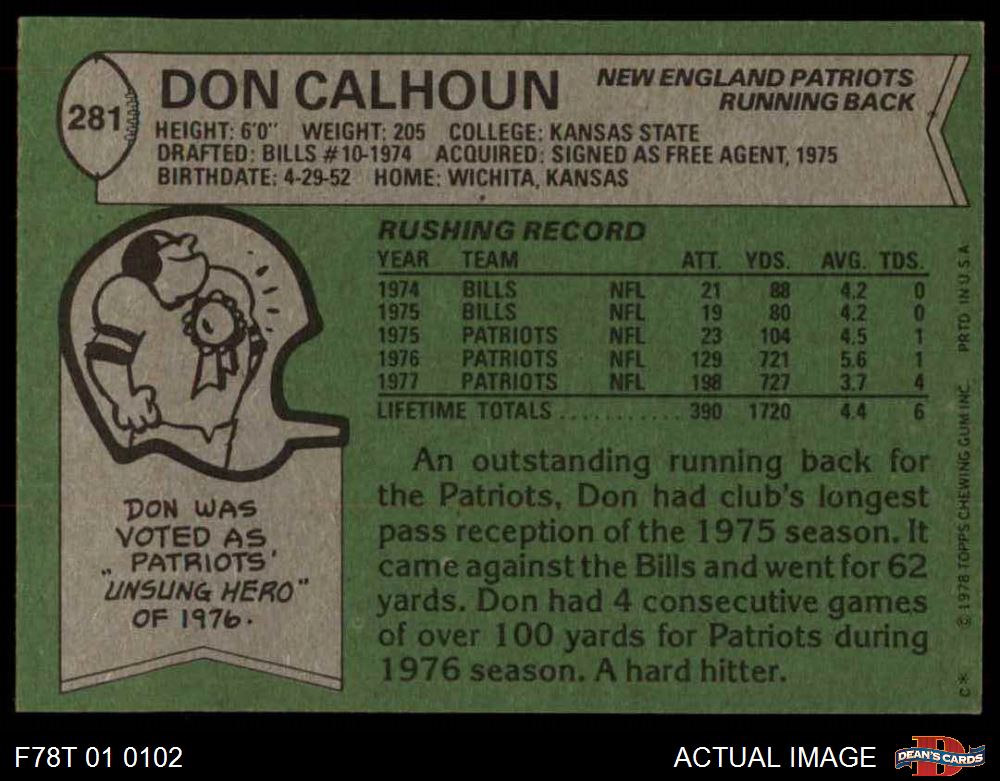 281
DON CALHOUN
NEW ENGLAND PATRIOTS
RUNNING BACK
HEIGHT: 6'0" WEIGHT: 205 COLLEGE: KANSAS STATE
DRAFTED: BILLS #10-1974 ACQUIRED: SIGNED AS FREE AGENT, 1975
BIRTHDATE: 4-29-52 HOME: WICHITA, KANSAS
RUSHING RECORD
YEAR TEAM ATT. YDS. AVG. TDS.
1974 BILLS NFL 21 88 4.2 0
1975 BILLS NFL 19 80 4.2 0
1975 PATRIOTS NFL 23 104 4.5 1
1976 PATRIOTS NFL 129 721 5.6 1
1977 PATRIOTS NFL 198 727 3.7 4
LIFETIME TOTALS ........... 390 1720 4.4 6
An outstanding running back for
the Patriots, Don had club's longest
pass reception of the 1975 season. It
came against the Bills and went for 62
yards. Don had 4 consecutive games
of over 100 yards for Patriots during
1976 season. A hard hitter.
DON WAS
VOTED AS
PATRIOTS'
"UNSUNG HERO"
OF 1976.
C* ©1978 TOPPS CHEWING GUM INC. PRTD IN U.S.A
F78T 01 0102
ACTUAL IMAGE
D
DEAN'S CARDS